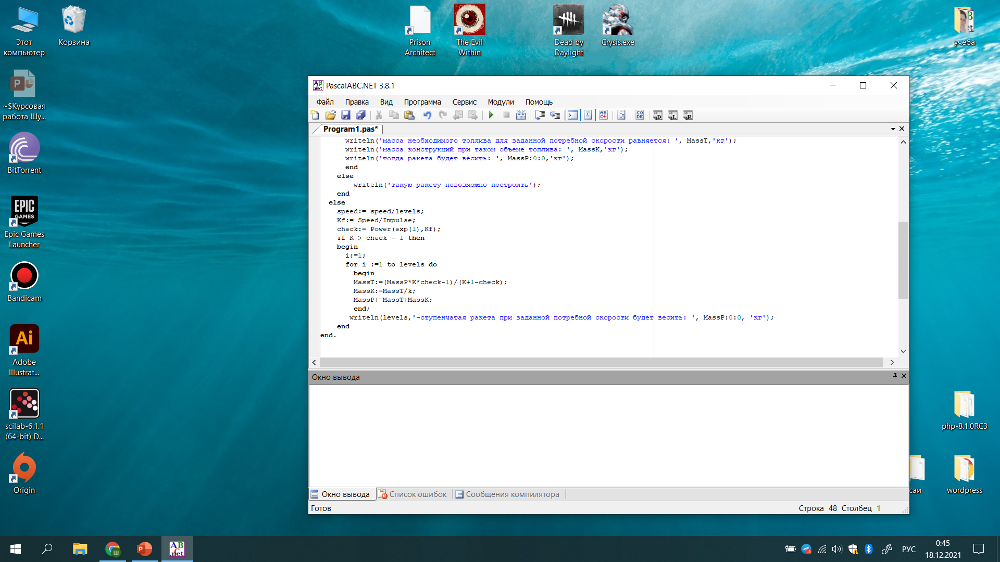 Этот
компьютер
Корзина
Prison
Architect
The Evil
Within
Dead by
Daylight
Crysis.exe
учеба
~$Курсовая
работа Шу...
BitTorrent
EPIC
GAMES
Epic Games
Launcher
Bandicam
Ai
Adobe
Illustrat...
scilab-6.1.1
(64-bit) D...
Origin
php-8.1.0RC3
саи
wordpress
PascalABC.NET 3.8.1
Файл Правка Вид Программа Сервис Модули Помощь
Program1.pas*
writeln('масса необходимого топлива для заданной потребной скорости равняется: ', MassT,'кг');
writeln('масса конструкций при таком объеме топлива: ', MassK,'кг');
writeln('тогда ракета будет весить: ', MassP:0:0,'кг');
end
else
writeln('такую ракету невозможно построить');
end
else
speed:= speed/levels;
Kf:= Speed/Impulse;
check:= Power(exp(1),Kf);
if K > check - 1 then
begin
i:=1;
for i :=1 to levels do
begin
MassT:=(MassP*K*check-1)/(K+1-check);
MassK:=MassT/k;
MassP+=MassT+MassK;
end;
writeln(levels,'-ступенчатая ракета при заданной потребной скорости будет весить: ', MassP:0:0, 'кг');
end
end.
Окно вывода
Окно вывода Список ошибок Сообщения компилятора
Готов
Строка 48 Столбец 1
РУС
0:45
18.12.2021